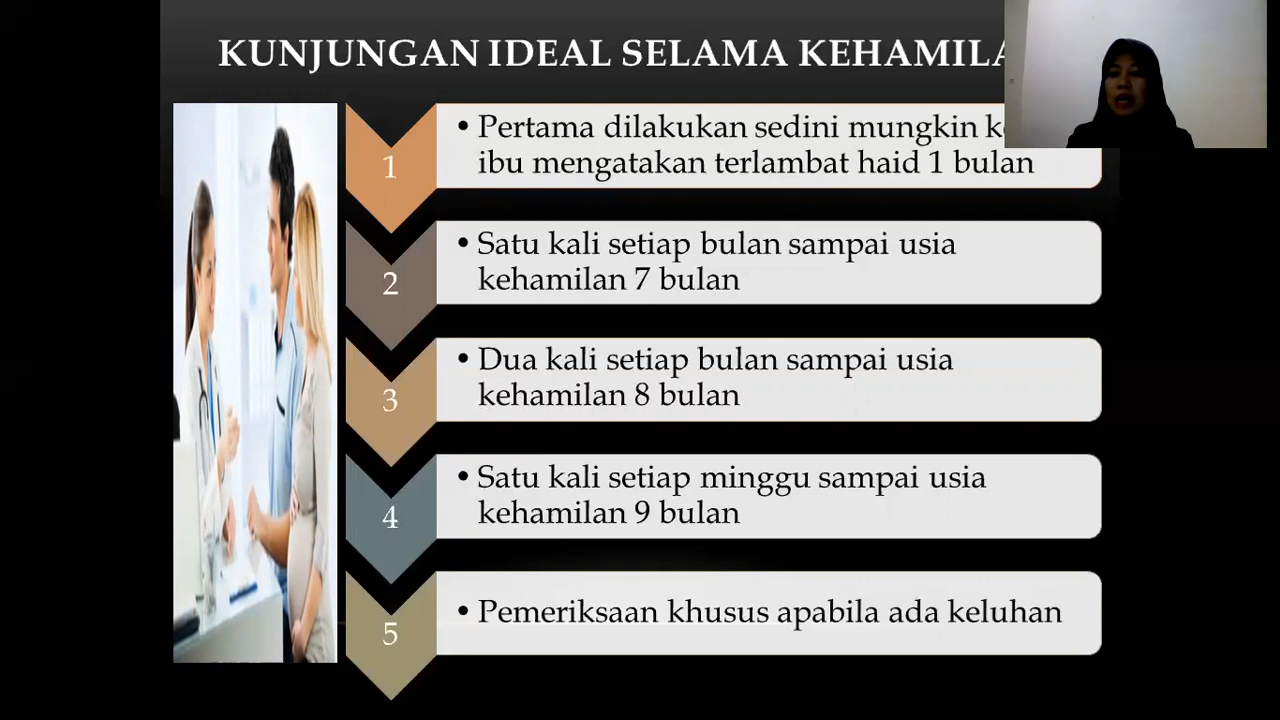 KUNJUNGAN IDEAL SELAMA
1
• Pertama dilakukan sedini mungkin
ibu mengatakan terlambat haid 1 bulan
2
• Satu kali setiap bulan sampai usia
kehamilan 7 bulan
3
• Dua kali setiap bulan sampai usia
kehamilan 8 bulan
4
• Satu kali setiap minggu sampai usia
kehamilan 9 bulan
5
• Pemeriksaan khusus apabila ada keluhan